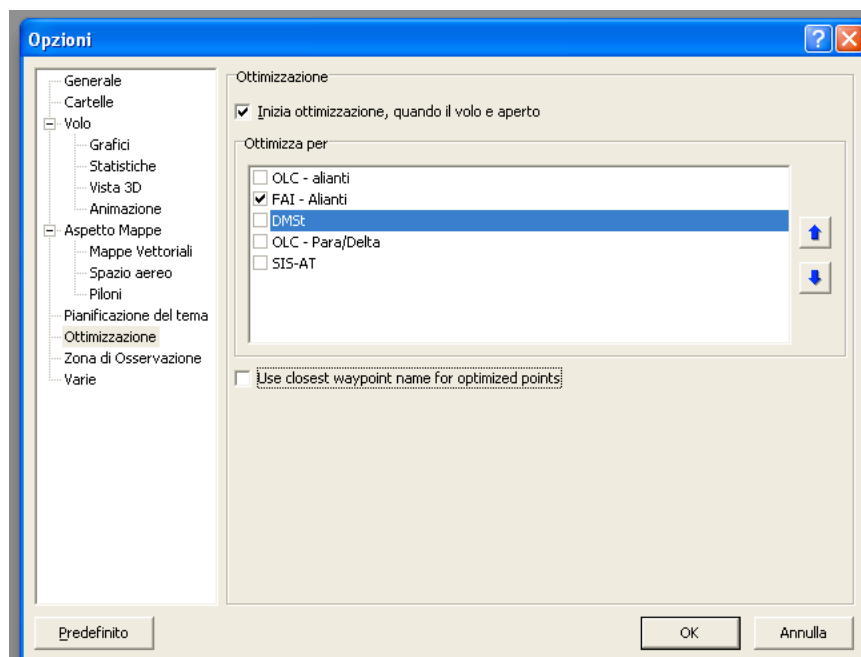 Opzioni
Generale
Cartelle
Volo
Grafici
Statistiche
Vista 3D
Animazione
Aspetto Mappe
Mappe Vettoriali
Spazio aereo
Piloni
Pianificazione del tema
Ottimizzazione
Zona di Osservazione
Varie
Ottimizzazione
Inizia ottimizzazione, quando il volo e aperto
Ottimizza per
OLC - alianti
FAI - Alianti
DMSt
OLC - Para/Delta
SIS-AT
Use closest waypoint name for optimized points
Predefinito
OK
Annulla